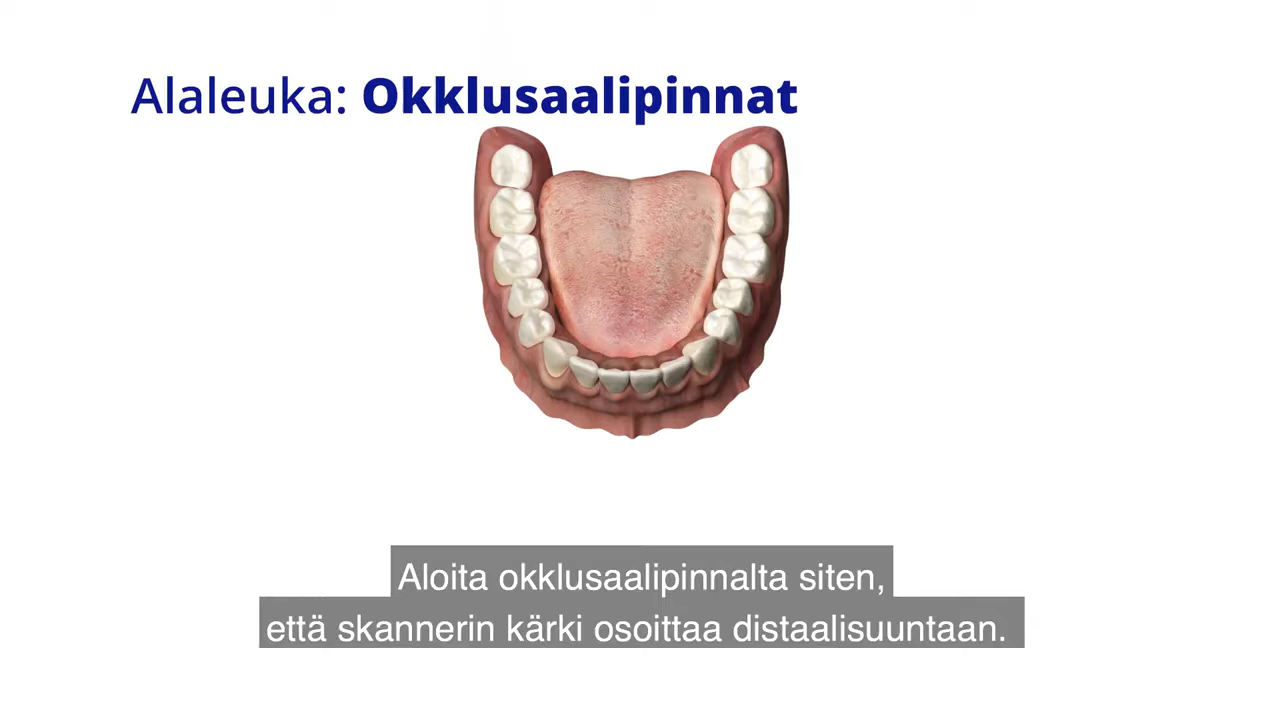 Alaleuka: Okklusaalipinnat
Aloita okklusaalipinnalta siten,
että skannerin kärki osoittaa distaalisuuntaan.